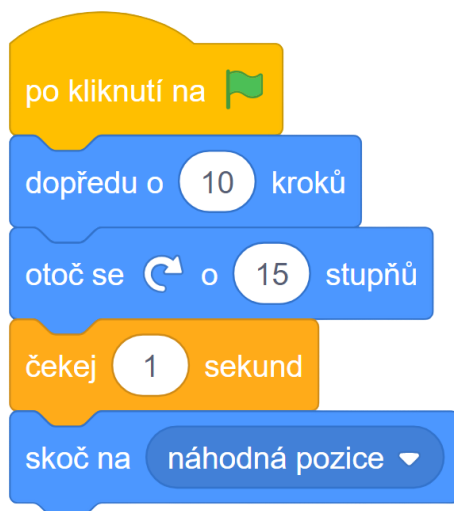 po kliknutí na
dopředu o 10 kroků
otoč se o 15 stupňů
čekej 1 sekund
skoč na náhodná pozice